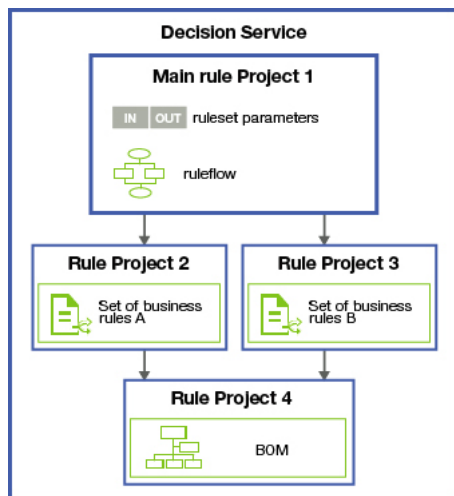 Decision Service
Main rule Project 1
IN OUT ruleset parameters
ruleflow
Rule Project 2
Set of business
rules A
Rule Project 3
Set of business
rules B
Rule Project 4
BOM